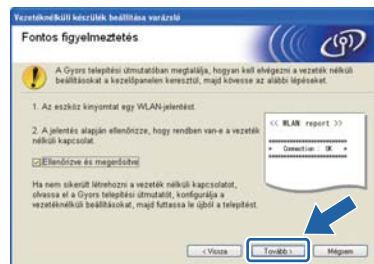 Vezetéknélküli készülék beállítása varázsló
Fontos figyelmeztetés
A Gyors telepítési útmutatóban megtalálja, hogyan kell elvégezni a vezeték nélküli
beállításokat a kezelőpanelen keresztül, majd kövesse az alábbi lépéseket.
1. Az eszköz kinyomtat egy WLAN-jelentést.
2. A jelentés alapján ellenőrizze, hogy rendben van-e a vezeték
nélküli kapcsolat.
Ellenőrizve és megerősítve
Ha nem sikerült létrehozni a vezeték nélküli kapcsolatot,
olvassa el a Gyors telepítési útmutatót, konfigurálja a
vezetéknélküli beállításokat, majd futtassa le újból a telepítést.
<< WLAN report >>
* Connection : OK *
< Vissza
Tovább >
Mégsem